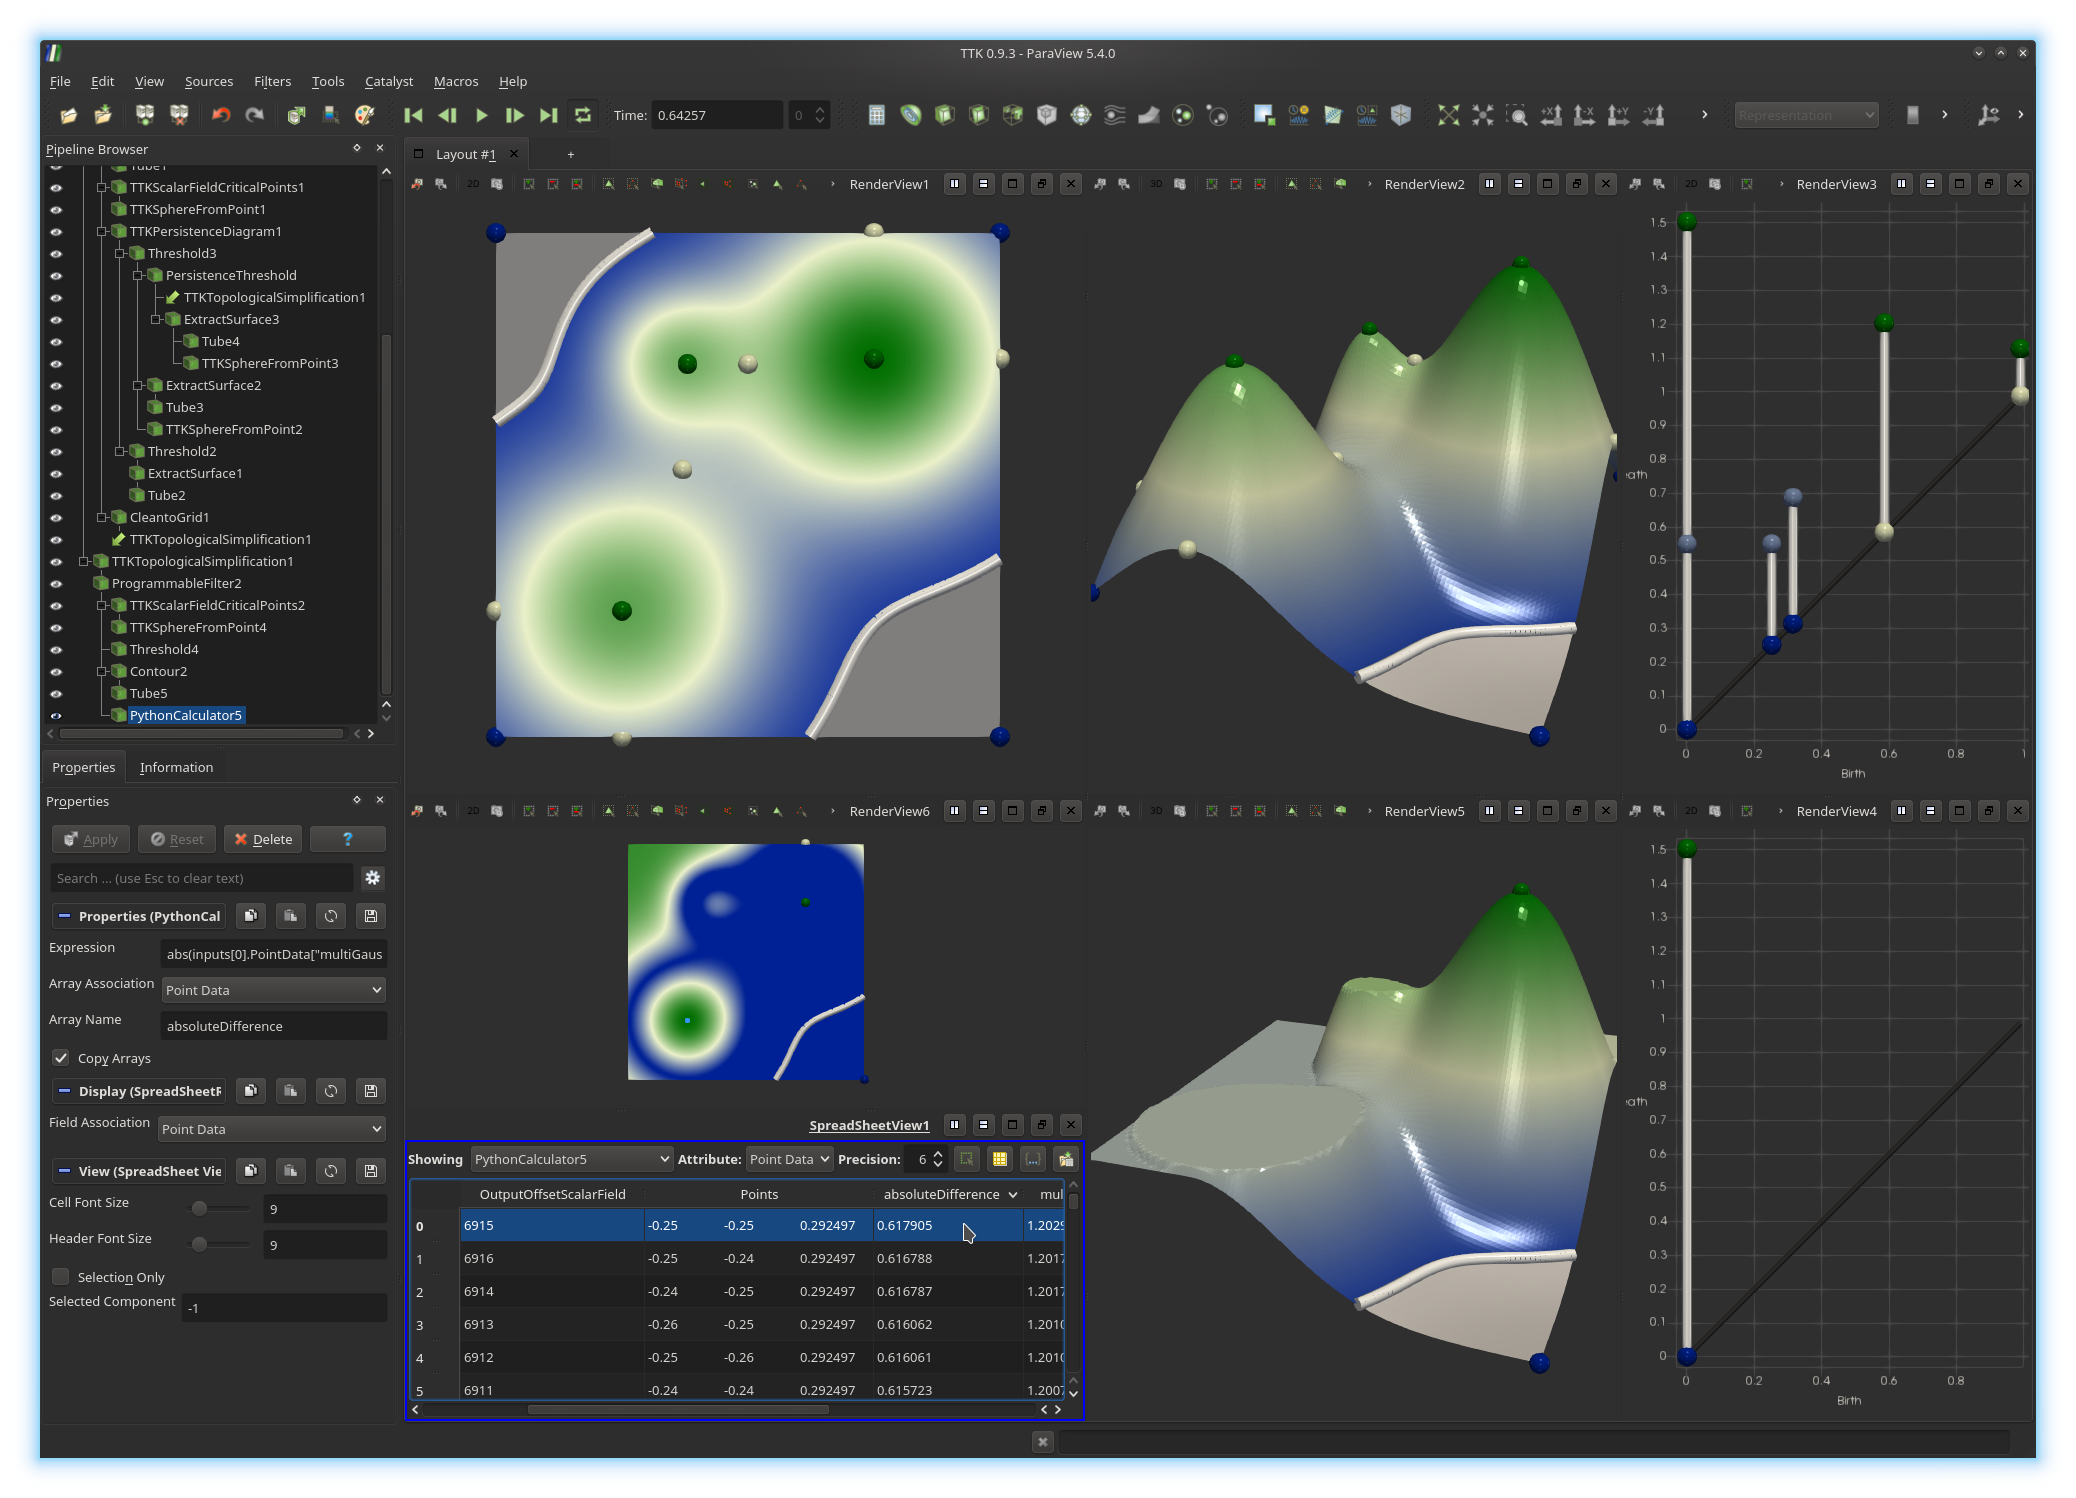 TTK 0.9.3 - ParaView 5.4.0
File Edit View Sources Filters Tools Catalyst Macros Help
Time: 0.64257 0 +X -X +Y -Y Representation
Pipeline Browser
Layout #1 +
Tube1
TTKScalarFieldCriticalPoints1
TTKSphereFromPoint1
TTKPersistenceDiagram1
Threshold3
PersistenceThreshold
TTKTopologicalSimplification1
ExtractSurface3
Tube4
TTKSphereFromPoint3
ExtractSurface2
Tube3
TTKSphereFromPoint2
Threshold2
ExtractSurface1
Tube2
CleantoGrid1
TTKTopologicalSimplification1
TTKTopologicalSimplification1
ProgrammableFilter2
TTKScalarFieldCriticalPoints2
TTKSphereFromPoint4
Threshold4
Contour2
Tube5
PythonCalculator5
Properties Information
Properties
Apply Reset Delete ?
Search ... (use Esc to clear text)
Properties (PythonCal
Expression abs(inputs[0].PointData["multiGaus
Array Association Point Data
Array Name absoluteDifference
Copy Arrays
Display (SpreadSheetR
Field Association Point Data
View (SpreadSheet Vie
Cell Font Size 9
Header Font Size 9
Selection Only
Selected Component -1
2D RenderView1
3D RenderView2
2D RenderView3
1.5
1.4
1.3
1.2
1.1
1
0.9
0.8
eath
0.7
0.6
0.5
0.4
0.3
0.2
0.1
0
0 0.2 0.4 0.6 0.8 1
Birth
2D RenderView6
3D RenderView5
2D RenderView4
1.5
1.4
1.3
1.2
1.1
1
0.9
0.8
eath
0.7
0.6
0.5
0.4
0.3
0.2
0.1
0
0 0.2 0.4 0.6 0.8
Birth
SpreadSheetView1
Showing PythonCalculator5 Attribute: Point Data Precision: 6
OutputOffsetScalarField Points absoluteDifference mul
0 6915 -0.25 -0.25 0.292497 0.617905 1.2029
1 6916 -0.25 -0.24 0.292497 0.616788 1.2017
2 6914 -0.24 -0.25 0.292497 0.616787 1.2017
3 6913 -0.26 -0.25 0.292497 0.616062 1.2010
4 6912 -0.25 -0.26 0.292497 0.616061 1.2010
5 6911 -0.24 -0.24 0.292497 0.615723 1.2007